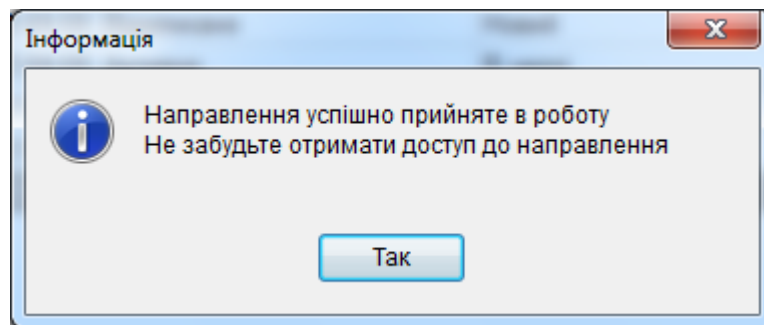 Інформація
Направлення успішно прийняте в роботу
Не забудьте отримати доступ до направлення
Так